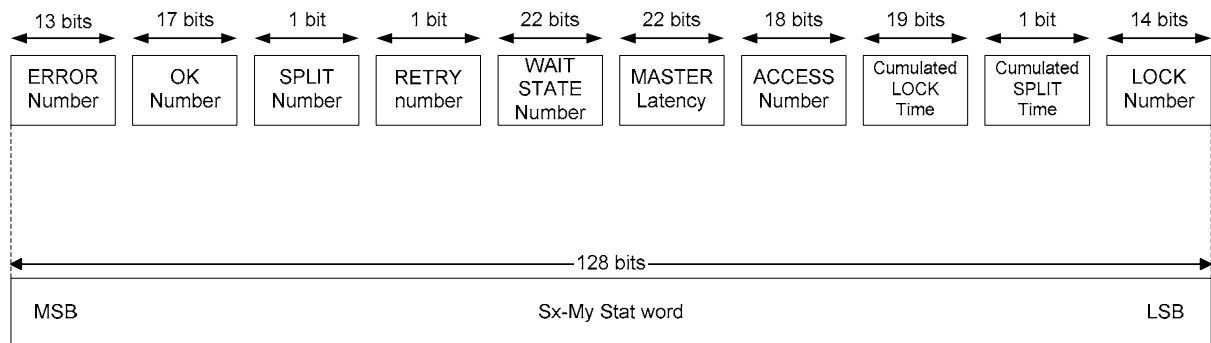 13 bits 17 bits 1 bit 1 bit 22 bits 22 bits 18 bits 19 bits 1 bit 14 bits
ERROR
Number
OK
Number
SPLIT
Number
RETRY
number
WAIT
STATE
Number
MASTER
Latency
ACCESS
Number
Cumulated
LOCK
Time
Cumulated
SPLIT
Time
LOCK
Number
128 bits
MSB Sx-My Stat word LSB